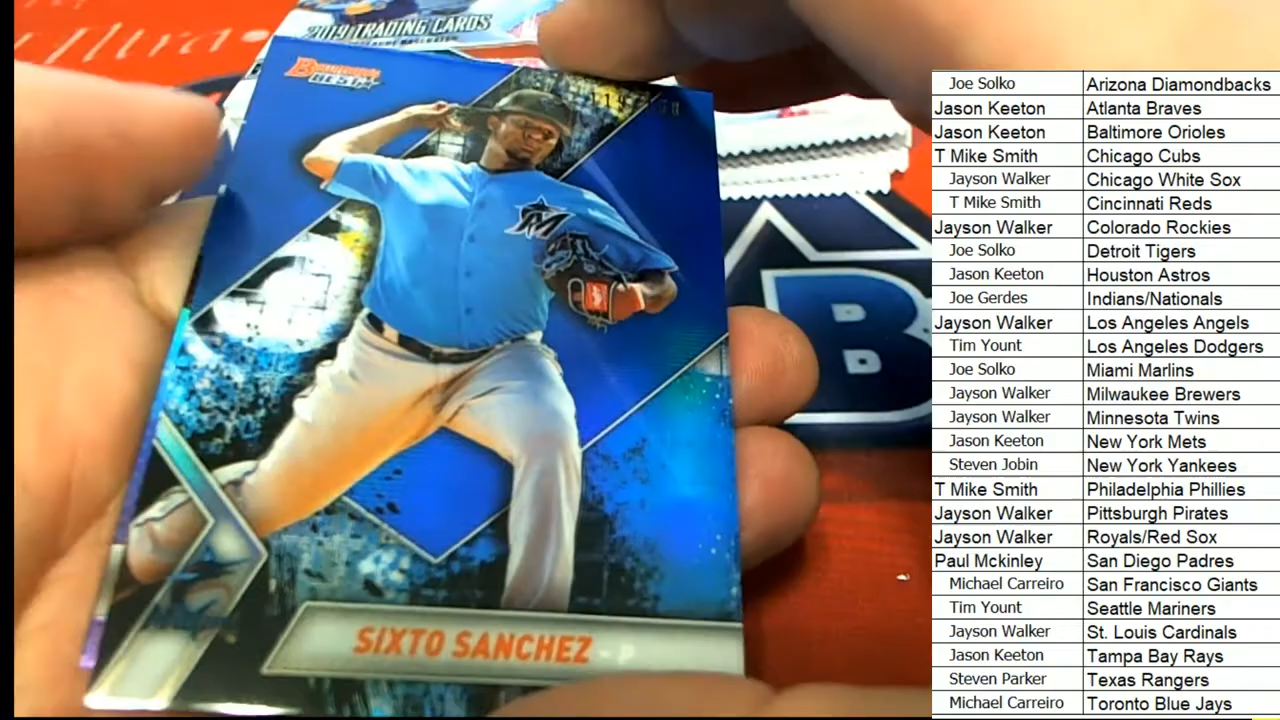 Ultra
2019 TRADING CARDS
Bowman's
BEST
M
B
SIXTO SANCHEZ - P
Joe Solko Arizona Diamondbacks
Jason Keeton Atlanta Braves
Jason Keeton Baltimore Orioles
T Mike Smith Chicago Cubs
Jayson Walker Chicago White Sox
T Mike Smith Cincinnati Reds
Jayson Walker Colorado Rockies
Joe Solko Detroit Tigers
Jason Keeton Houston Astros
Joe Gerdes Indians/Nationals
Jayson Walker Los Angeles Angels
Tim Yount Los Angeles Dodgers
Joe Solko Miami Marlins
Jayson Walker Milwaukee Brewers
Jayson Walker Minnesota Twins
Jason Keeton New York Mets
Steven Jobin New York Yankees
T Mike Smith Philadelphia Phillies
Jayson Walker Pittsburgh Pirates
Jayson Walker Royals/Red Sox
Paul Mckinley San Diego Padres
Michael Carreiro San Francisco Giants
Tim Yount Seattle Mariners
Jayson Walker St. Louis Cardinals
Jason Keeton Tampa Bay Rays
Steven Parker Texas Rangers
Michael Carreiro Toronto Blue Jays